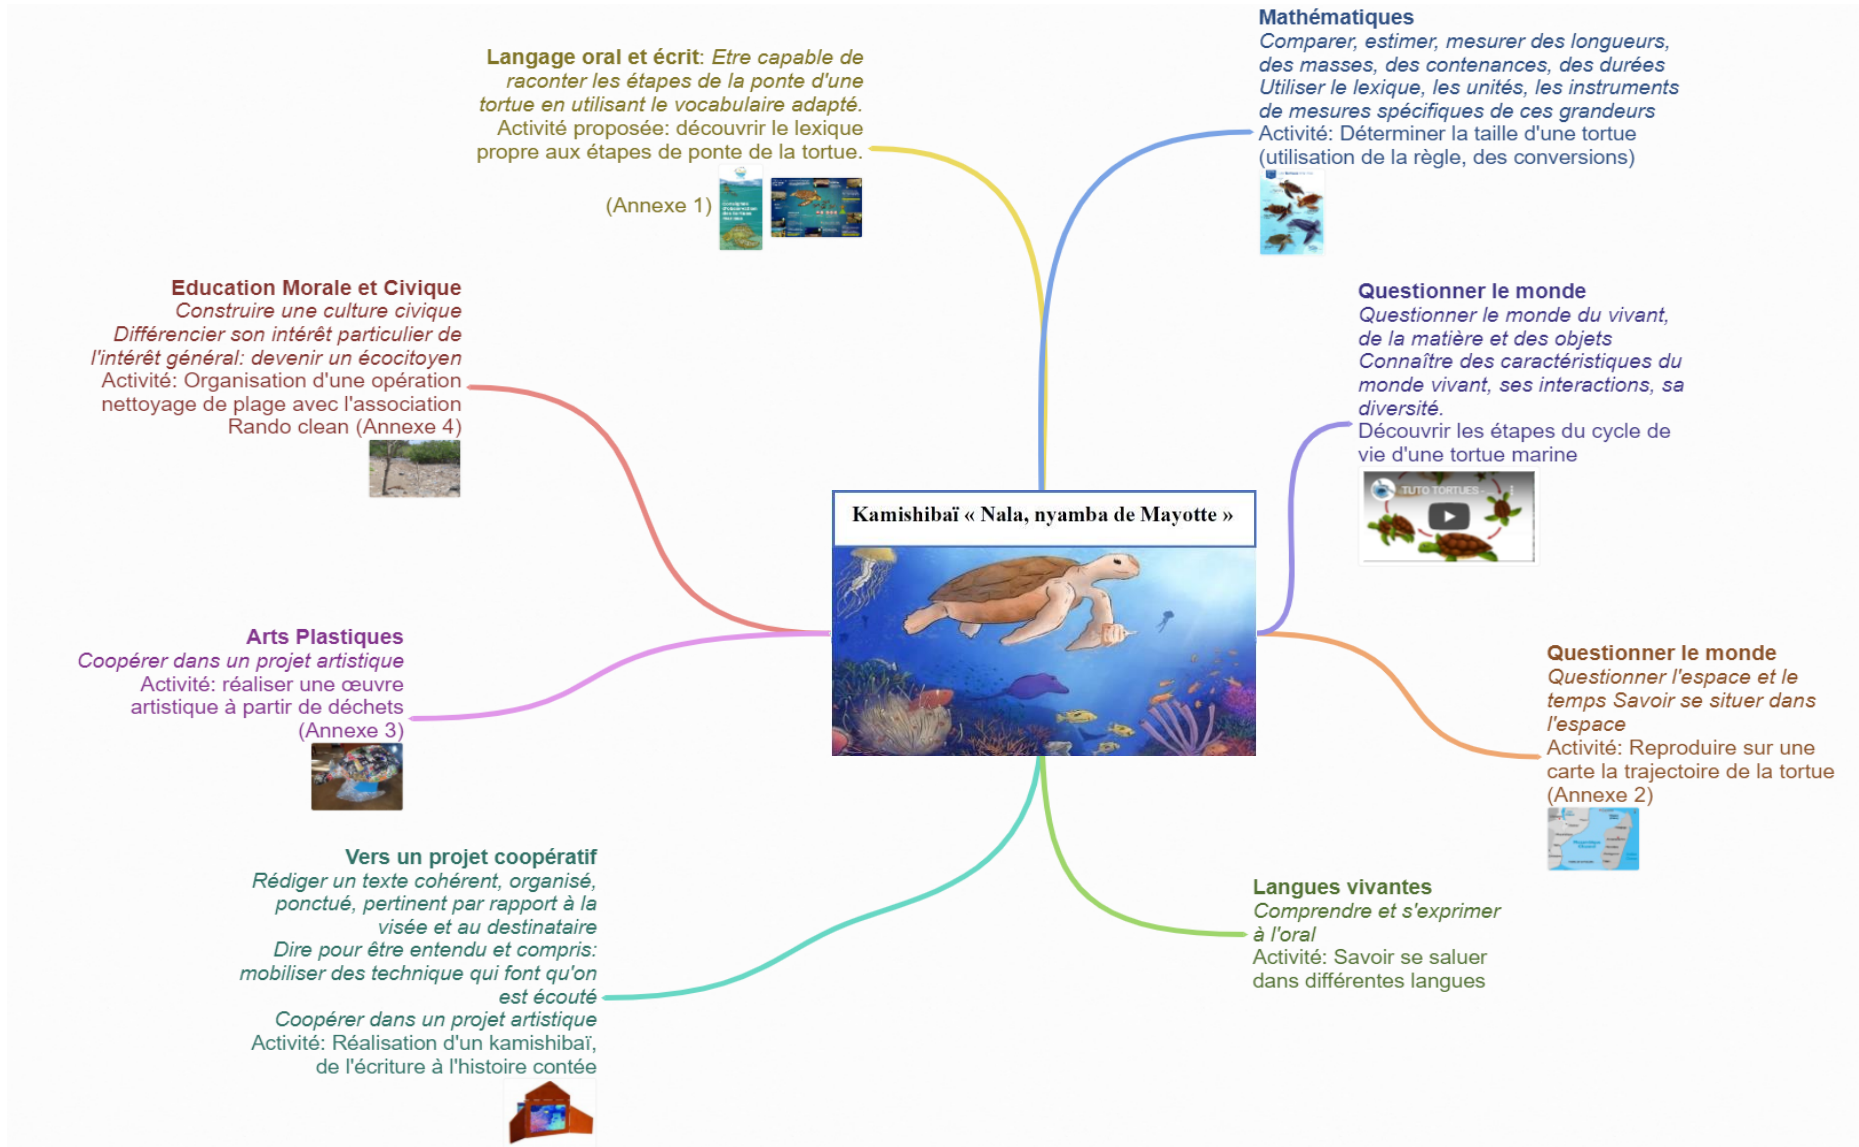 Langage oral et écrit: Etre capable de
raconter les étapes de la ponte d'une
tortue en utilisant le vocabulaire adapté.
Activité proposée: découvrir le lexique
propre aux étapes de ponte de la tortue.
(Annexe 1)
Mathématiques
Comparer, estimer, mesurer des longueurs,
des masses, des contenances, des durées
Utiliser le lexique, les unités, les instruments
de mesures spécifiques de ces grandeurs
Activité: Déterminer la taille d'une tortue
(utilisation de la règle, des conversions)
Education Morale et Civique
Construire une culture civique
Différencier son intérêt particulier de
l'intérêt général: devenir un écocitoyen
Activité: Organisation d'une opération
nettoyage de plage avec l'association
Rando clean (Annexe 4)
Questionner le monde
Questionner le monde du vivant,
de la matière et des objets
Connaître des caractéristiques du
monde vivant, ses interactions, sa
diversité.
Découvrir les étapes du cycle de
vie d'une tortue marine
TUTO TORTUES -
Kamishibaï « Nala, nyamba de Mayotte »
Arts Plastiques
Coopérer dans un projet artistique
Activité: réaliser une œuvre
artistique à partir de déchets
(Annexe 3)
Questionner le monde
Questionner l'espace et le
temps Savoir se situer dans
l'espace
Activité: Reproduire sur une
carte la trajectoire de la tortue
(Annexe 2)
Vers un projet coopératif
Rédiger un texte cohérent, organisé,
ponctué, pertinent par rapport à la
visée et au destinataire
Dire pour être entendu et compris:
mobiliser des technique qui font qu'on
est écouté
Coopérer dans un projet artistique
Activité: Réalisation d'un kamishibaï,
de l'écriture à l'histoire contée
Langues vivantes
Comprendre et s'exprimer
à l'oral
Activité: Savoir se saluer
dans différentes langues